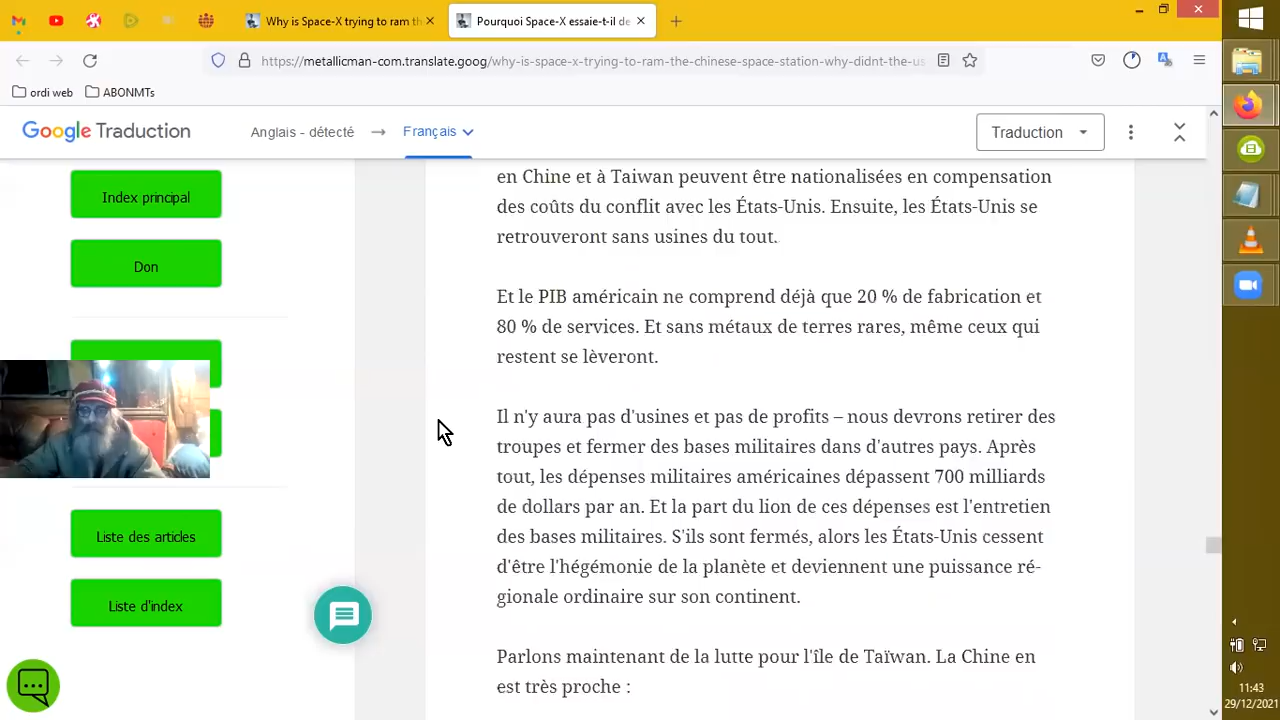 Why is Space-X trying to ram th
Pourquoi Space-X essaie-t-il de
https://metallicman-com.translate.goog/why-is-space-x-trying-to-ram-the-chinese-space-station-why-didnt-the-us
ordi web
ABONMTs
Google Traduction
Anglais - détecté
Français
Traduction
Index principal
Don
Liste des articles
Liste d'index
en Chine et à Taiwan peuvent être nationalisées en compensation
des coûts du conflit avec les États-Unis. Ensuite, les États-Unis se
retrouveront sans usines du tout.
Et le PIB américain ne comprend déjà que 20 % de fabrication et
80 % de services. Et sans métaux de terres rares, même ceux qui
restent se lèveront.
Il n'y aura pas d'usines et pas de profits – nous devrons retirer des
troupes et fermer des bases militaires dans d'autres pays. Après
tout, les dépenses militaires américaines dépassent 700 milliards
de dollars par an. Et la part du lion de ces dépenses est l'entretien
des bases militaires. S'ils sont fermés, alors les États-Unis cessent
d'être l'hégémonie de la planète et deviennent une puissance ré-
gionale ordinaire sur son continent.
Parlons maintenant de la lutte pour l'île de Taïwan. La Chine en
est très proche :
11:43
29/12/2021